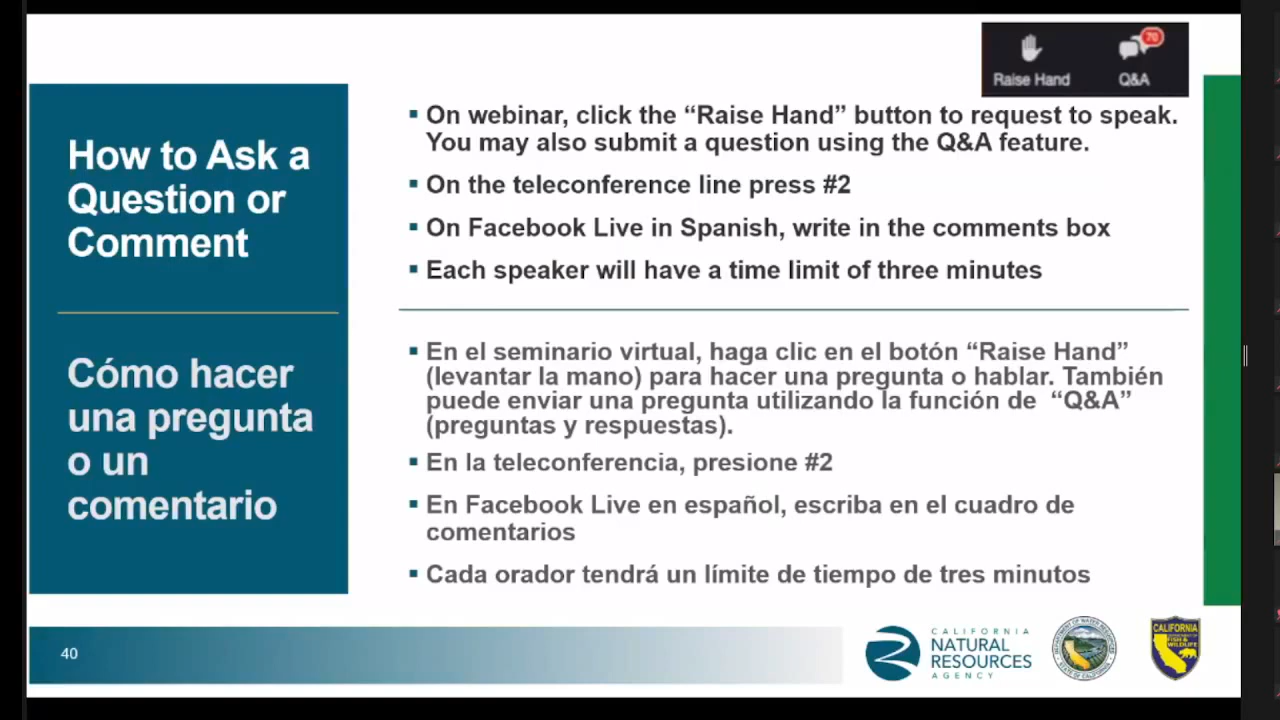 70
Raise Hand Q&A
How to Ask a
Question or
Comment
▪ On webinar, click the “Raise Hand” button to request to speak.
You may also submit a question using the Q&A feature.
▪ On the teleconference line press #2
▪ On Facebook Live in Spanish, write in the comments box
▪ Each speaker will have a time limit of three minutes
Cómo hacer
una pregunta
o un
comentario
▪ En el seminario virtual, haga clic en el botón “Raise Hand”
(levantar la mano) para hacer una pregunta o hablar. También
puede enviar una pregunta utilizando la función de “Q&A”
(preguntas y respuestas).
▪ En la teleconferencia, presione #2
▪ En Facebook Live en español, escriba en el cuadro de
comentarios
▪ Cada orador tendrá un límite de tiempo de tres minutos
40
CALIFORNIA
NATURAL
RESOURCES
AGENCY
CALIFORNIA
FISH &
WILDLIFE